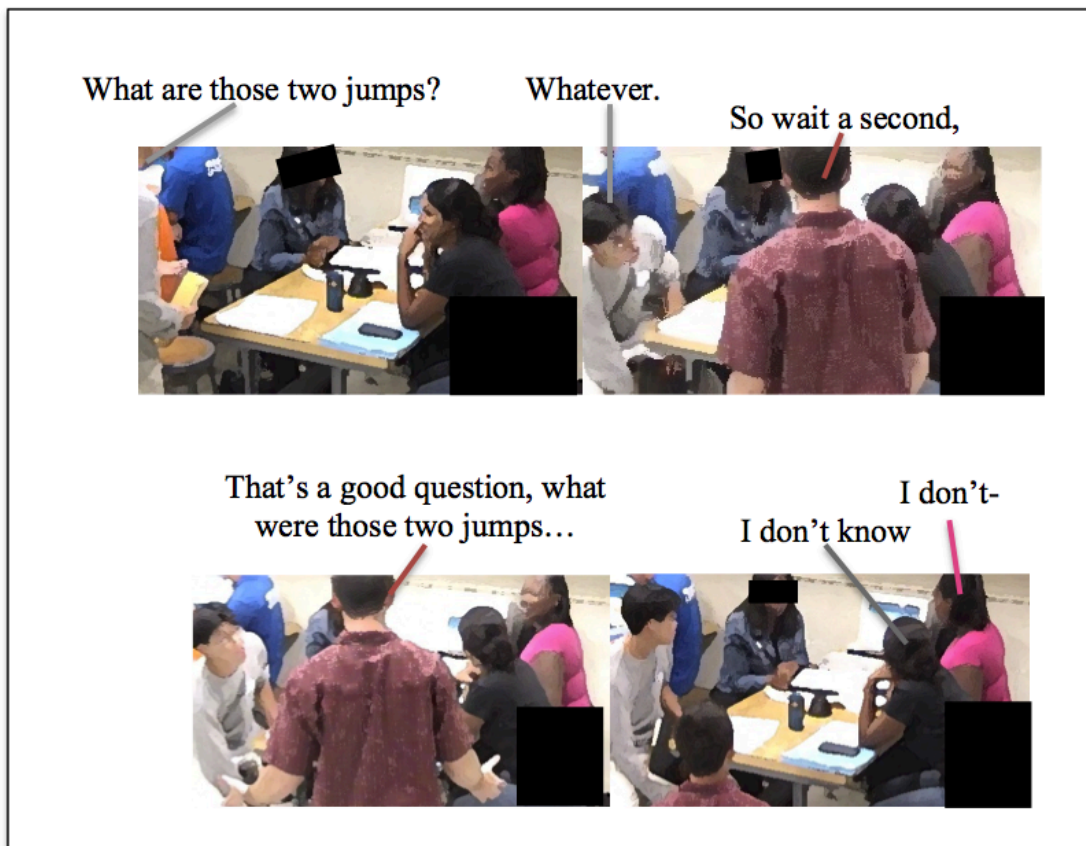 What are those two jumps?
Whatever.
So wait a second,
That’s a good question, what
were those two jumps…
I don’t-
I don’t know